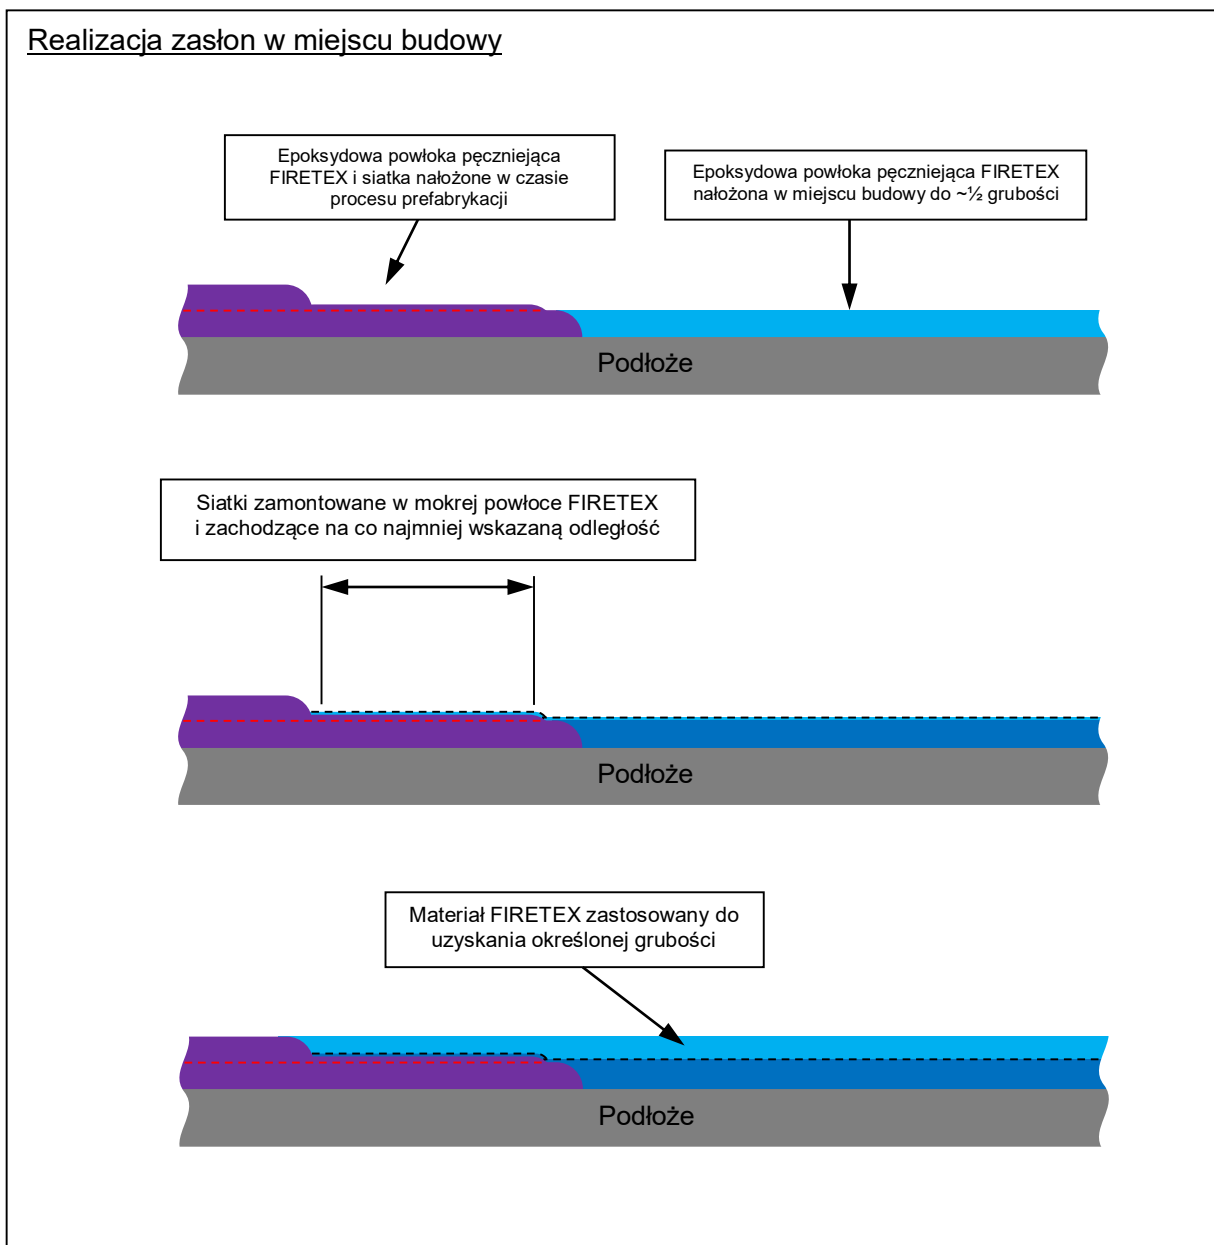 Realizacja zasłon w miejscu budowy
Epoksydowa powłoka pęczniejąca
FIRETEX i siatka nałożone w czasie
procesu prefabrykacji
Epoksydowa powłoka pęczniejąca FIRETEX
nałożona w miejscu budowy do ~½ grubości
Podłoże
Siatki zamontowane w mokrej powłoce FIRETEX
i zachodzące na co najmniej wskazaną odległość
Podłoże
Materiał FIRETEX zastosowany do
uzyskania określonej grubości
Podłoże